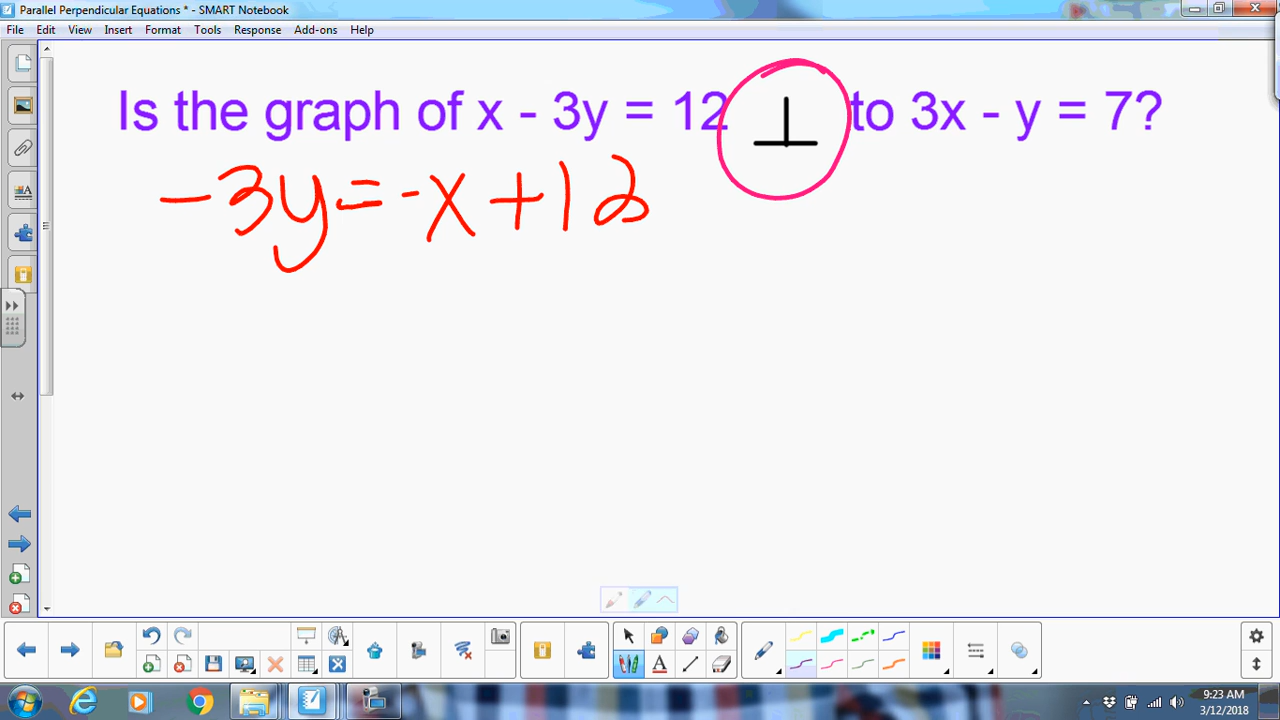 Parallel Perpendicular Equations * - SMART Notebook
File Edit View Insert Format Tools Response Add-ons Help
Is the graph of x - 3y = 12 ⊥ to 3x - y = 7?
-3y = -x + 12
9:23 AM
3/12/2018